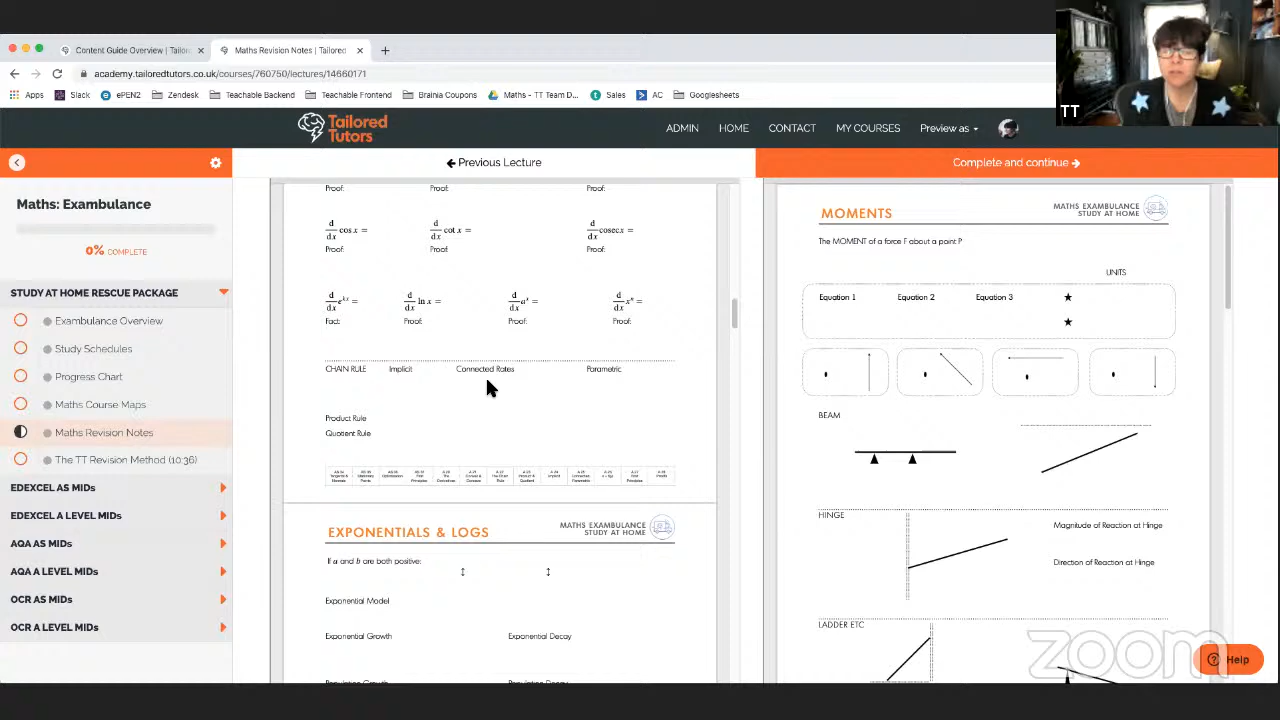 Content Guide Overview | Tailor
Maths Revision Notes | Tailored
academy.tailoredtutors.co.uk/courses/760750/lectures/14660171
Apps Slack ePEN2 Zendesk Teachable Backend Teachable Frontend Brainia Coupons Maths - TT Team D... Sales AC Googlesheets
TT
Tailored
Tutors
ADMIN HOME CONTACT MY COURSES Preview as
Previous Lecture
Complete and continue
Maths: Exambulance
0% COMPLETE
STUDY AT HOME RESCUE PACKAGE
Exambulance Overview
Study Schedules
Progress Chart
Maths Course Maps
Maths Revision Notes
The TT Revision Method (10:36)
EDEXCEL AS MIDs
EDEXCEL A LEVEL MIDs
AQA AS MIDs
AQA A LEVEL MIDs
OCR AS MIDs
OCR A LEVEL MIDs
Proof: Proof: Proof:
d/dx cos x = d/dx cot x = d/dx cosecx =
Proof: Proof: Proof:
d/dx e^kx = d/dx ln x = d/dx a^x = d/dx x^n =
Fact: Proof: Proof: Proof:
CHAIN RULE Implicit Connected Rates Parametric
Product Rule
Quotient Rule
EXPONENTIALS & LOGS
MATHS EXAMBULANCE
STUDY AT HOME
If a and b are both positive:
Exponential Model
Exponential Growth Exponential Decay
Population Growth Population Decay
MOMENTS
MATHS EXAMBULANCE
STUDY AT HOME
The MOMENT of a force F about a point P
UNITS
Equation 1 Equation 2 Equation 3
BEAM
HINGE
Magnitude of Reaction at Hinge
Direction of Reaction at Hinge
LADDER ETC
zoom
Help